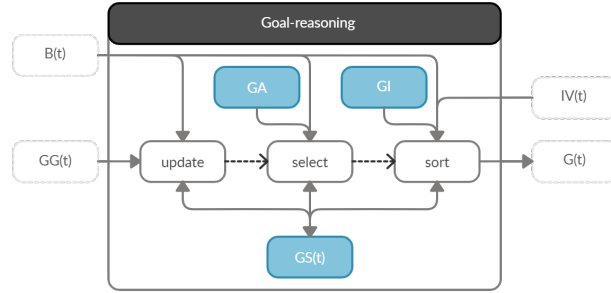 Goal-reasoning
B(t)
GA
GI
IV(t)
GG(t)
update
select
sort
G(t)
GS(t)